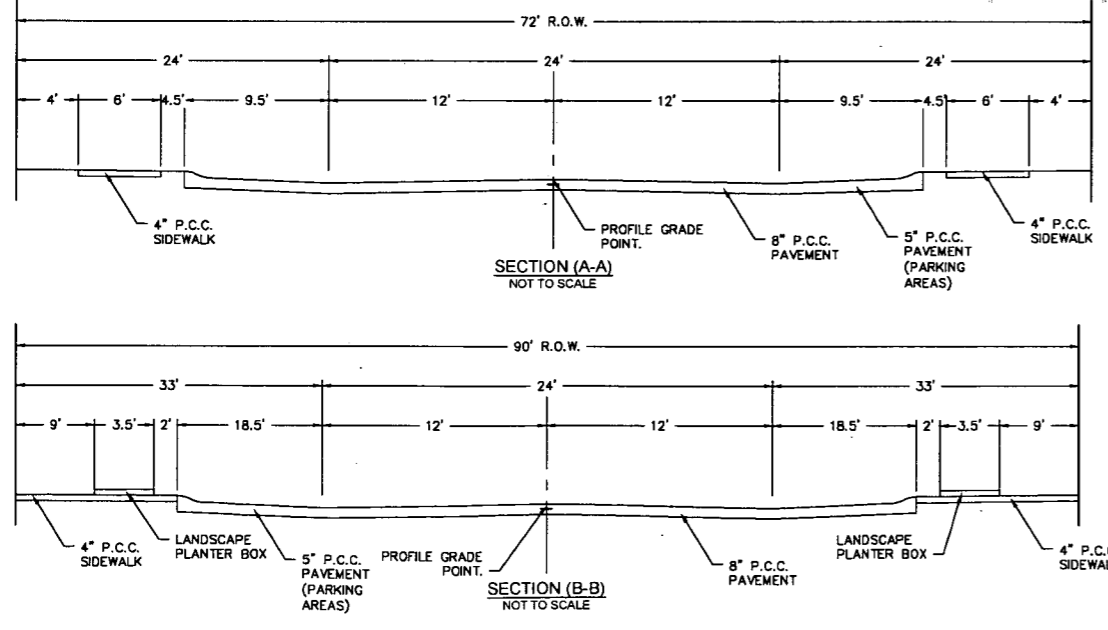 72' R.O.W.
24' 24' 24'
4' 6' 4.5' 9.5' 12' 12' 9.5' 4.5' 6' 4'
4" P.C.C.
SIDEWALK
PROFILE GRADE
POINT.
8" P.C.C.
PAVEMENT
5" P.C.C.
PAVEMENT
(PARKING
AREAS)
4" P.C.C.
SIDEWALK
SECTION (A-A)
NOT TO SCALE
90' R.O.W.
33' 24' 33'
9' 3.5' 2' 18.5' 12' 12' 18.5' 2' 3.5' 9'
4" P.C.C.
SIDEWALK
LANDSCAPE
PLANTER BOX
5" P.C.C.
PAVEMENT
(PARKING
AREAS)
PROFILE GRADE
POINT.
8" P.C.C.
PAVEMENT
LANDSCAPE
PLANTER BOX
4" P.C.
SIDEWAL
SECTION (B-B)
NOT TO SCALE